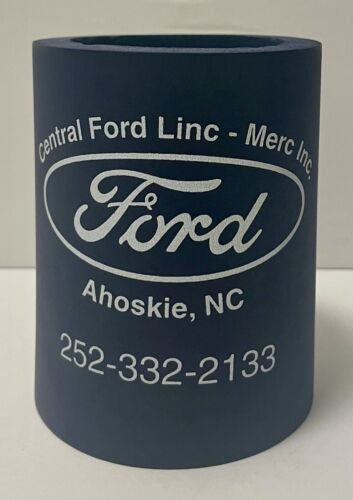 Central Ford Linc - Merc Inc.
Ford
Ahoskie, NC
252-332-2133